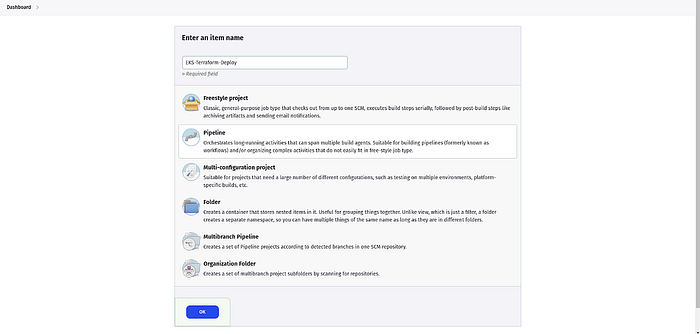 Dashboard >
Enter an item name
EKS-Terraform-Deploy
» Required field
Freestyle project
Classic, general-purpose job type that checks out from up to one SCM, executes build steps serially, followed by post-build steps like
archiving artifacts and sending email notifications.
Pipeline
Orchestrates long-running activities that can span multiple build agents. Suitable for building pipelines (formerly known as
workflows) and/or organizing complex activities that do not easily fit in free-style job type.
Multi-configuration project
Suitable for projects that need a large number of different configurations, such as testing on multiple environments, platform-
specific builds, etc.
Folder
Creates a container that stores nested items in it. Useful for grouping things together. Unlike view, which is just a filter, a folder
creates a separate namespace, so you can have multiple things of the same name as long as they are in different folders.
Multibranch Pipeline
Creates a set of Pipeline projects according to detected branches in one SCM repository.
Organization Folder
Creates a set of multibranch project subfolders by scanning for repositories.
OK